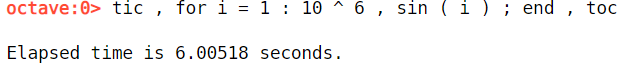 octave:0> tic , for i = 1 : 10 ^ 6 , sin ( i ) ; end , toc
Elapsed time is 6.00518 seconds.